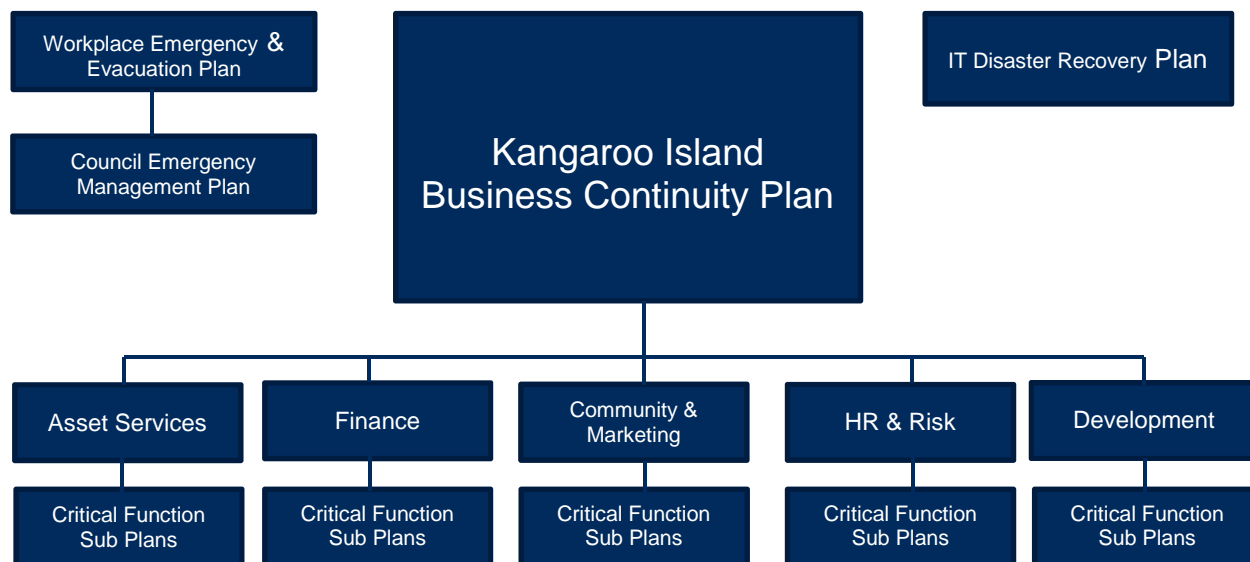 Workplace Emergency &
Evacuation Plan
Council Emergency
Management Plan
Kangaroo Island
Business Continuity Plan
IT Disaster Recovery Plan
Asset Services
Finance
Community &
Marketing
HR & Risk
Development
Critical Function
Sub Plans
Critical Function
Sub Plans
Critical Function
Sub Plans
Critical Function
Sub Plans
Critical Function
Sub Plans